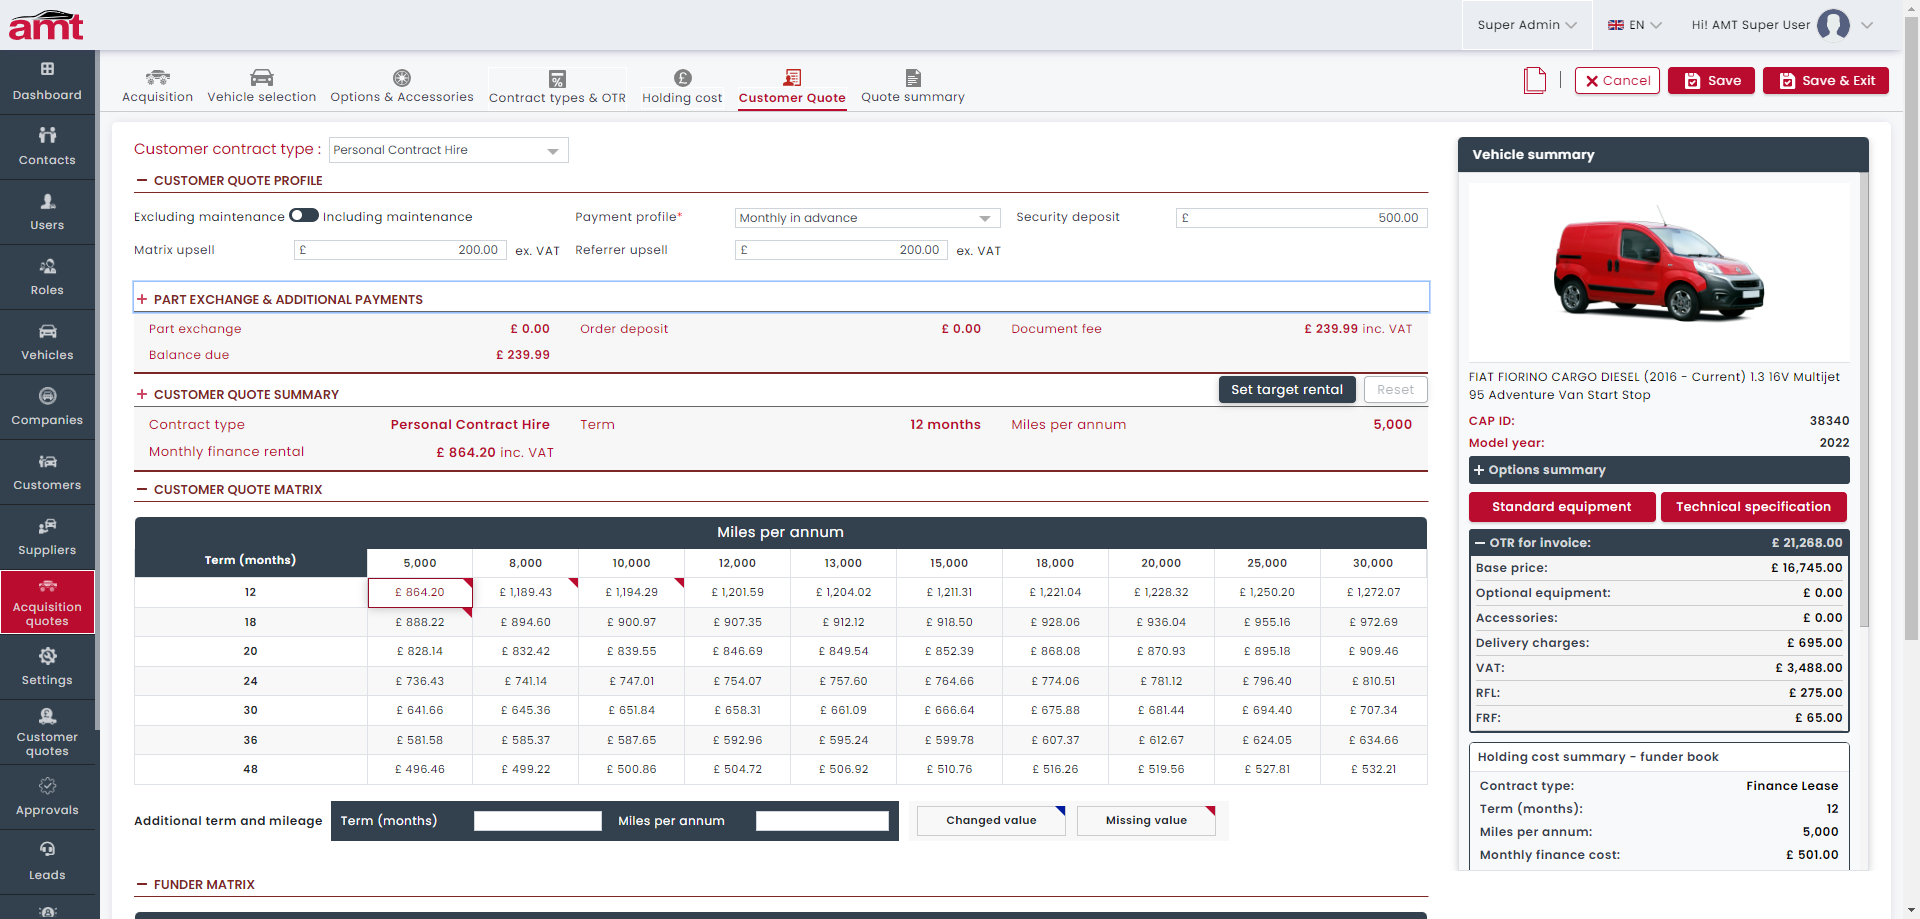 amt
Super Admin
EN
Hi! AMT Super User
Dashboard
Contacts
Users
Roles
Vehicles
Companies
Customers
Suppliers
Acquisition
quotes
Settings
Customer
quotes
Approvals
Leads
Acquisition
Vehicle selection
Options & Accessories
Contract types & OTR
Holding cost
Customer Quote
Quote summary
Cancel
Save
Save & Exit
Customer contract type : Personal Contract Hire
CUSTOMER QUOTE PROFILE
Excluding maintenance Including maintenance Payment profile* Monthly in advance Security deposit £ 500.00
Matrix upsell £ 200.00 ex. VAT Referrer upsell £ 200.00 ex. VAT
PART EXCHANGE & ADDITIONAL PAYMENTS
Part exchange £ 0.00 Order deposit £ 0.00 Document fee £ 239.99 inc. VAT
Balance due £ 239.99
CUSTOMER QUOTE SUMMARY Set target rental Reset
Contract type Personal Contract Hire Term 12 months Miles per annum 5,000
Monthly finance rental £ 864.20 inc. VAT
CUSTOMER QUOTE MATRIX
Miles per annum
Term (months) 5,000 8,000 10,000 12,000 13,000 15,000 18,000 20,000 25,000 30,000
12 £ 864.20 £ 1,189.43 £ 1,194.29 £ 1,201.59 £ 1,204.02 £ 1,211.31 £ 1,221.04 £ 1,228.32 £ 1,250.20 £ 1,272.07
18 £ 888.22 £ 894.60 £ 900.97 £ 907.35 £ 912.12 £ 918.50 £ 928.06 £ 936.04 £ 955.16 £ 972.69
20 £ 828.14 £ 832.42 £ 839.55 £ 846.69 £ 849.54 £ 852.39 £ 868.08 £ 870.93 £ 895.18 £ 909.46
24 £ 736.43 £ 741.14 £ 747.01 £ 754.07 £ 757.60 £ 764.66 £ 774.06 £ 781.12 £ 796.40 £ 810.51
30 £ 641.66 £ 645.36 £ 651.84 £ 658.31 £ 661.09 £ 666.64 £ 675.88 £ 681.44 £ 694.40 £ 707.34
36 £ 581.58 £ 585.37 £ 587.65 £ 592.96 £ 595.24 £ 599.78 £ 607.37 £ 612.67 £ 624.05 £ 634.66
48 £ 496.46 £ 499.22 £ 500.86 £ 504.72 £ 506.92 £ 510.76 £ 516.26 £ 519.56 £ 527.81 £ 532.21
Additional term and mileage Term (months) Miles per annum Changed value Missing value
FUNDER MATRIX
Vehicle summary
FIAT FIORINO CARGO DIESEL (2016 - Current) 1.3 16V Multijet
95 Adventure Van Start Stop
CAP ID: 38340
Model year: 2022
Options summary
Standard equipment Technical specification
OTR for invoice: £ 21,268.00
Base price: £ 16,745.00
Optional equipment: £ 0.00
Accessories: £ 0.00
Delivery charges: £ 695.00
VAT: £ 3,488.00
RFL: £ 275.00
FRF: £ 65.00
Holding cost summary - funder book
Contract type: Finance Lease
Term (months): 12
Miles per annum: 5,000
Monthly finance cost: £ 501.00